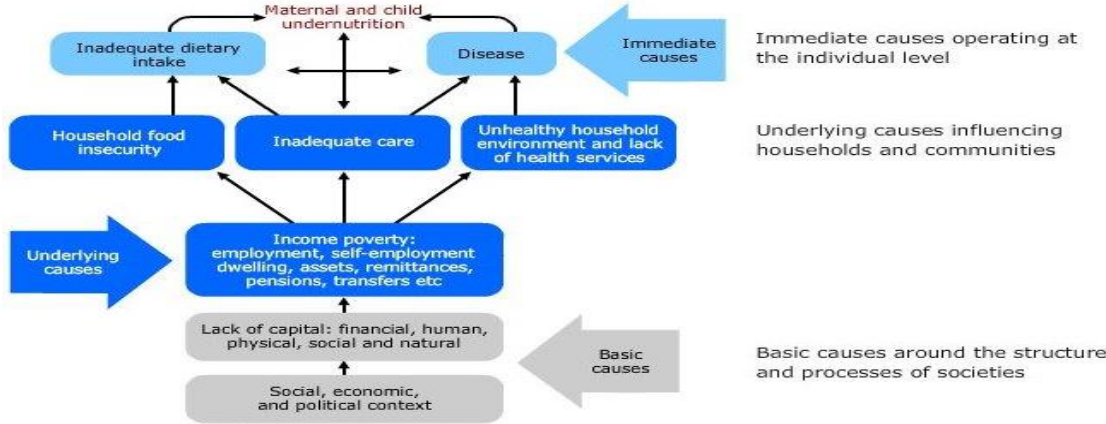 Maternal and child
undernutrition
Inadequate dietary
intake
Disease
Immediate
causes
Immediate causes operating at
the individual level
Household food
insecurity
Inadequate care
Unhealthy household
environment and lack
of health services
Underlying causes influencing
households and communities
Underlying
causes
Income poverty:
employment, self-employment
dwelling, assets, remittances,
pensions, transfers etc
Lack of capital: financial, human,
physical, social and natural
Social, economic,
and political context
Basic
causes
Basic causes around the structure
and processes of societies